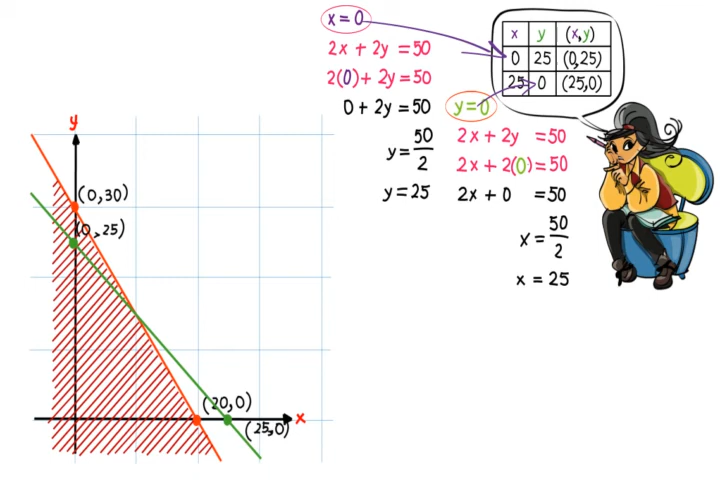 x = 0
2x + 2y = 50
2(0) + 2y = 50
0 + 2y = 50
y = 50/2
y = 25
x y (x,y)
0 25 (0,25)
25 0 (25,0)
y = 0
2x + 2y = 50
2x + 2(0) = 50
2x + 0 = 50
x = 50/2
x = 25
y
(0,30)
(0,25)
(20,0)
x
(25,0)